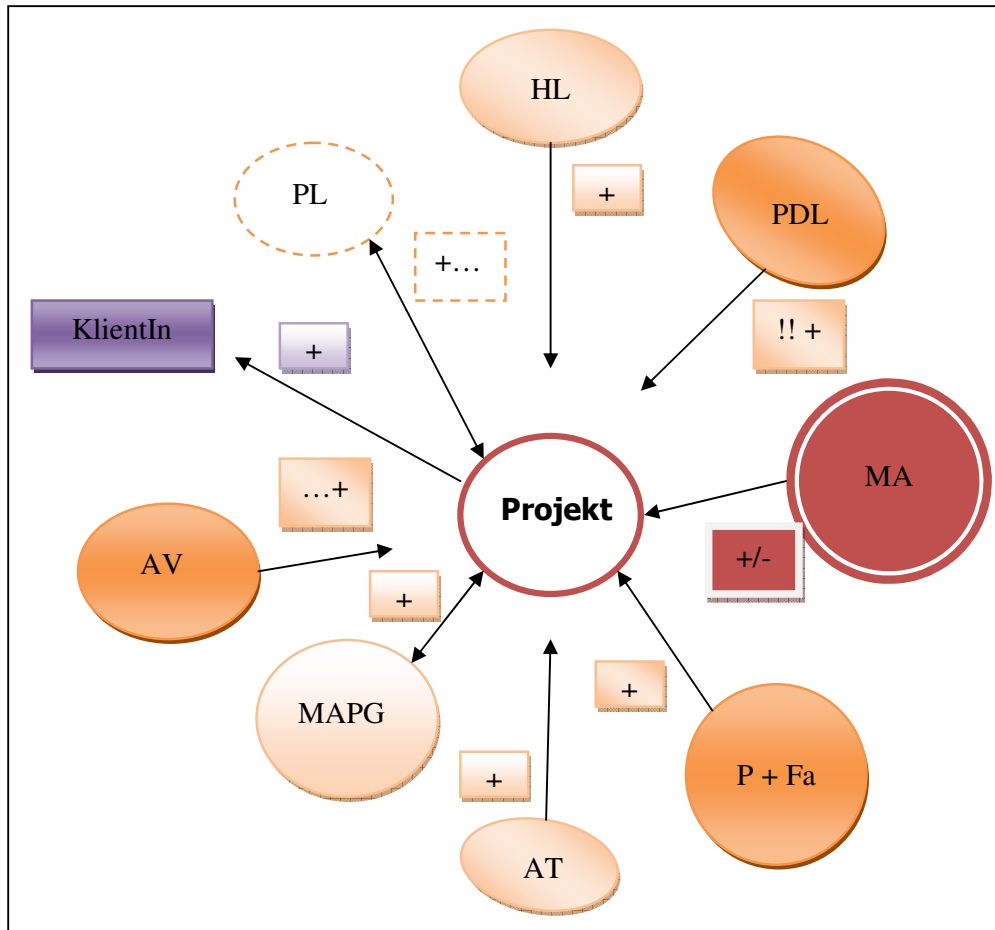 HL
+
PL
PDL
+…
!! +
KlientIn
+
MA
…+
Projekt
+/-
AV
+
+
MAPG
+
P + Fa
AT